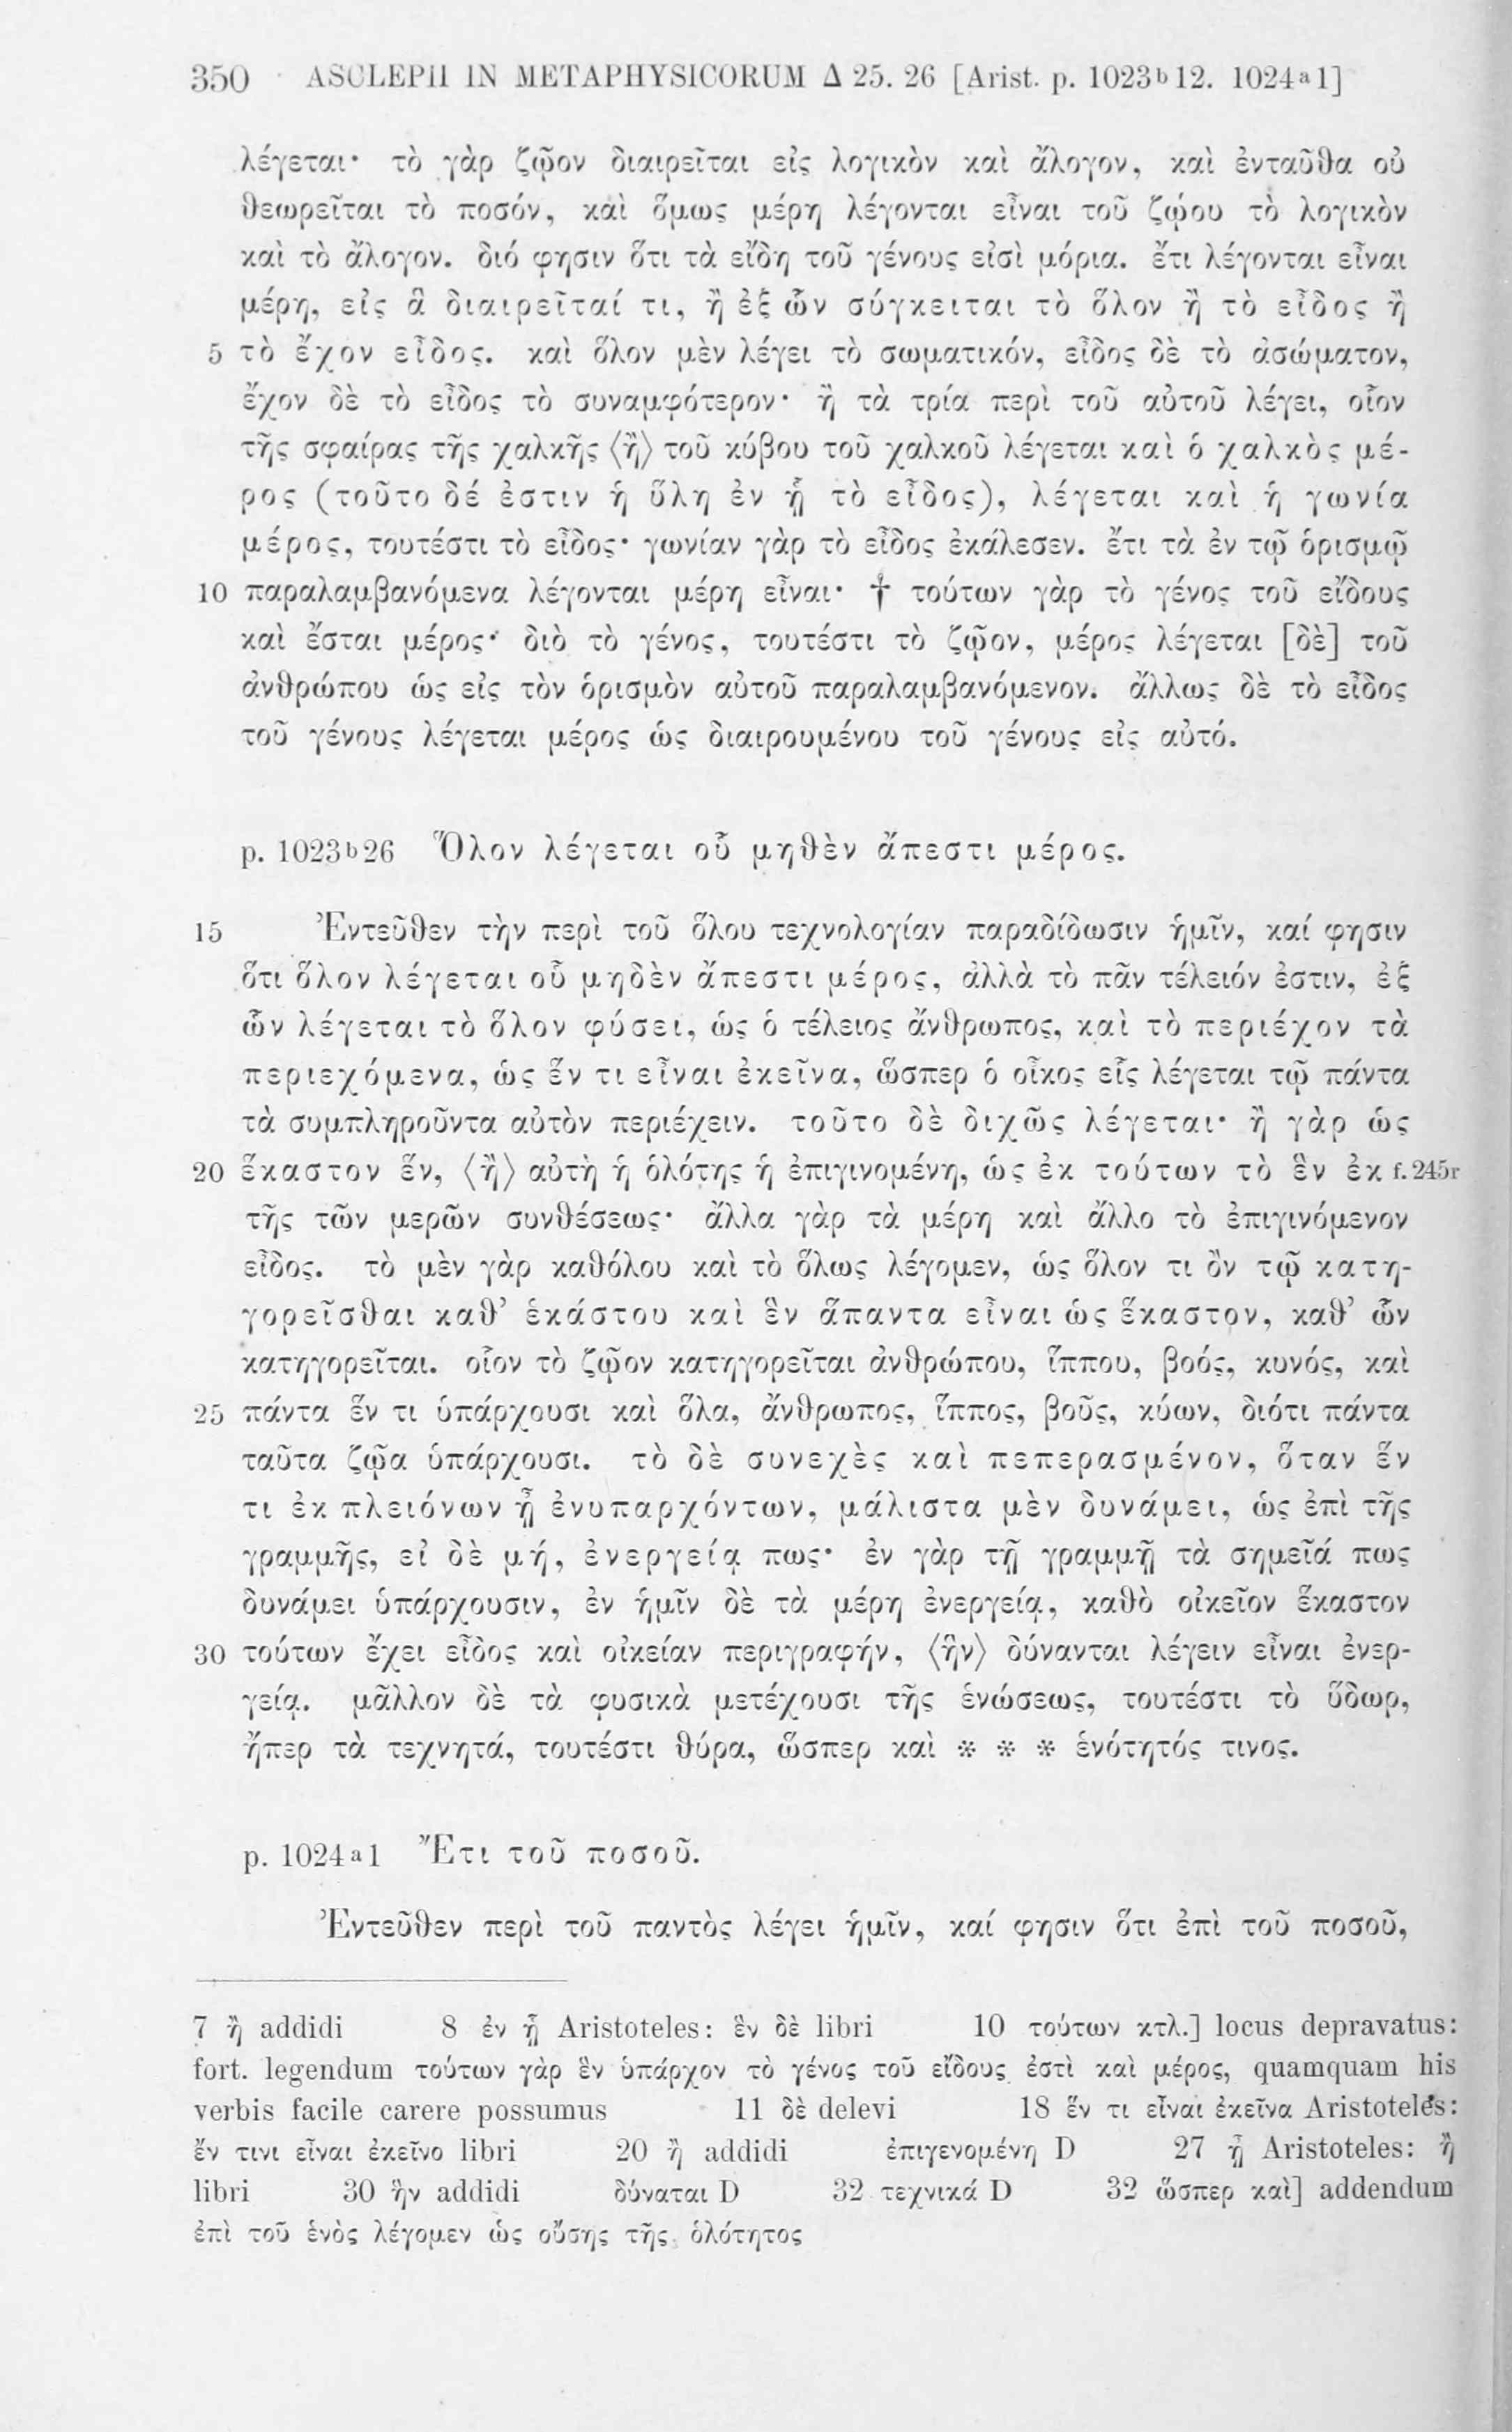 350 ASCLEPII IN METAPHYSICORUM Δ 25. 26 [Arist. p. 1023ᵇ12. 1024ᵃ1]
λέγεται· τὸ γὰρ ζῷον διαιρεῖται εἰς λογικὸν καὶ ἄλογον, καὶ ἐνταῦθα οὐ
θεωρεῖται τὸ ποσόν, καὶ ὅμως μέρη λέγονται εἶναι τοῦ ζῴου τὸ λογικὸν
καὶ τὸ ἄλογον. διό φησιν ὅτι τὰ εἴδη τοῦ γένους εἰσὶ μόρια. ἔτι λέγονται εἶναι
μέρη, εἰς ἃ διαιρεῖταί τι, ἢ ἐξ ὧν σύγκειται τὸ ὅλον ἢ τὸ εἶδος ἢ
5 τὸ ἔχον εἶδος. καὶ ὅλον μὲν λέγει τὸ σωματικόν, εἶδος δὲ τὸ ἀσώματον,
ἔχον δὲ τὸ εἶδος τὸ συναμφότερον· ἢ τὰ τρία περὶ τοῦ αὐτοῦ λέγει, οἷον
τῆς σφαίρας τῆς χαλκῆς ⟨ἢ⟩ τοῦ κύβου τοῦ χαλκοῦ λέγεται καὶ ὁ χαλκὸς μέ-
ρος (τοῦτο δέ ἐστιν ἡ ὕλη ἐν ᾗ τὸ εἶδος), λέγεται καὶ ἡ γωνία
μέρος, τουτέστι τὸ εἶδος· γωνίαν γὰρ τὸ εἶδος ἐκάλεσεν. ἔτι τὰ ἐν τῷ ὁρισμῷ
10 παραλαμβανόμενα λέγονται μέρη εἶναι· † τούτων γὰρ τὸ γένος τοῦ εἴδους
καὶ ἔσται μέρος· διὸ τὸ γένος, τουτέστι τὸ ζῷον, μέρος λέγεται [δὲ] τοῦ
ἀνθρώπου ὡς εἰς τὸν ὁρισμὸν αὐτοῦ παραλαμβανόμενον. ἄλλως δὲ τὸ εἶδος
τοῦ γένους λέγεται μέρος ὡς διαιρουμένου τοῦ γένους εἰς αὐτό.
p. 1023ᵇ26 Ὅλον λέγεται οὗ μηθὲν ἄπεστι μέρος.
15 Ἐντεῦθεν τὴν περὶ τοῦ ὅλου τεχνολογίαν παραδίδωσιν ἡμῖν, καί φησιν
ὅτι ὅλον λέγεται οὗ μηδὲν ἄπεστι μέρος, ἀλλὰ τὸ πᾶν τέλειόν ἐστιν, ἐξ
ὧν λέγεται τὸ ὅλον φύσει, ὡς ὁ τέλειος ἄνθρωπος, καὶ τὸ περιέχον τὰ
περιεχόμενα, ὡς ἕν τι εἶναι ἐκεῖνα, ὥσπερ ὁ οἶκος εἷς λέγεται τῷ πάντα
τὰ συμπληροῦντα αὐτὸν περιέχειν. τοῦτο δὲ διχῶς λέγεται· ἢ γὰρ ὡς
20 ἕκαστον ἕν, ⟨ἢ⟩ αὐτὴ ἡ ὁλότης ἡ ἐπιγινομένη, ὡς ἐκ τούτων τὸ ἓν ἐκ f. 245r
τῆς τῶν μερῶν συνθέσεως· ἄλλα γὰρ τὰ μέρη καὶ ἄλλο τὸ ἐπιγινόμενον
εἶδος. τὸ μὲν γὰρ καθόλου καὶ τὸ ὅλως λέγομεν, ὡς ὅλον τι ὂν τῷ κατη-
γορεῖσθαι καθ’ ἑκάστου καὶ ἓν ἅπαντα εἶναι ὡς ἕκαστον, καθ’ ὧν
κατηγορεῖται. οἷον τὸ ζῷον κατηγορεῖται ἀνθρώπου, ἵππου, βοός, κυνός, καὶ
25 πάντα ἕν τι ὑπάρχουσι καὶ ὅλα, ἄνθρωπος, ἵππος, βοῦς, κύων, διότι πάντα
ταῦτα ζῷα ὑπάρχουσι. τὸ δὲ συνεχὲς καὶ πεπερασμένον, ὅταν ἕν
τι ἐκ πλειόνων ᾖ ἐνυπαρχόντων, μάλιστα μὲν δυνάμει, ὡς ἐπὶ τῆς
γραμμῆς, εἰ δὲ μή, ἐνεργείᾳ πως· ἐν γὰρ τῇ γραμμῇ τὰ σημεῖά πως
δυνάμει ὑπάρχουσιν, ἐν ἡμῖν δὲ τὰ μέρη ἐνεργείᾳ, καθὸ οἰκεῖον ἕκαστον
30 τούτων ἔχει εἶδος καὶ οἰκείαν περιγραφήν, ⟨ἣν⟩ δύνανται λέγειν εἶναι ἐνερ-
γείᾳ. μᾶλλον δὲ τὰ φυσικὰ μετέχουσι τῆς ἑνώσεως, τουτέστι τὸ ὕδωρ,
ἤπερ τὰ τεχνητά, τουτέστι θύρα, ὥσπερ καὶ * * * ἑνότητός τινος.
p. 1024ᵃ1 Ἔτι τοῦ ποσοῦ.
Ἐντεῦθεν περὶ τοῦ παντὸς λέγει ἡμῖν, καί φησιν ὅτι ἐπὶ τοῦ ποσοῦ,
7 ἢ addidi 8 ἐν ᾗ Aristoteles: ἓν δὲ libri 10 τούτων κτλ.] locus depravatus:
fort. legendum τούτων γὰρ ἓν ὑπάρχον τὸ γένος τοῦ εἴδους ἐστὶ καὶ μέρος, quamquam his
verbis facile carere possumus 11 δὲ delevi 18 ἕν τι εἶναι ἐκεῖνα Aristoteles:
ἔν τινι εἶναι ἐκεῖνο libri 20 ἢ addidi ἐπιγενομένη D 27 ᾖ Aristoteles: ἢ
libri 30 ἣν addidi δύναται D 32 τεχνικά D 32 ὥσπερ καὶ] addendum
ἐπὶ τοῦ ἑνὸς λέγομεν ὡς οὔσης τῆς ὁλότητος